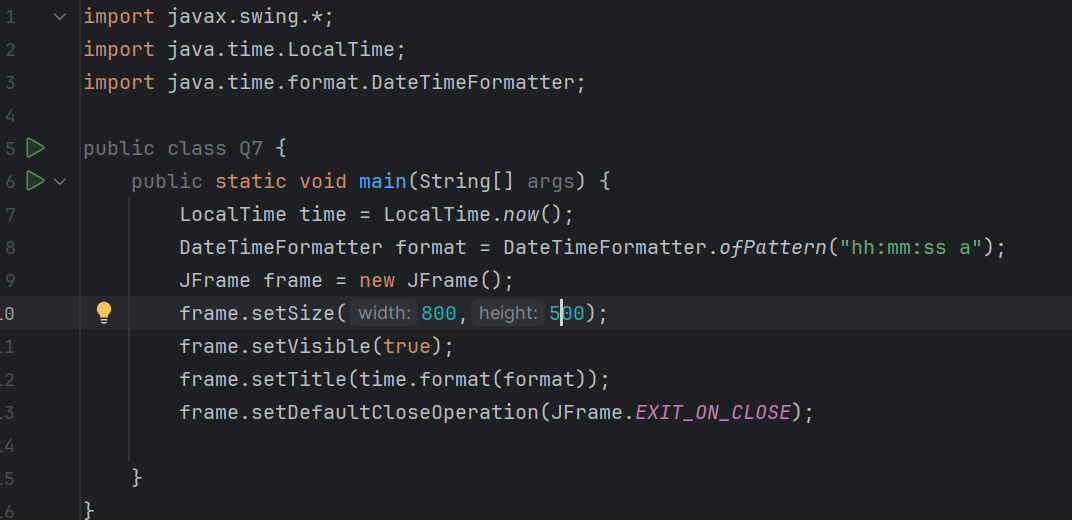 1 import javax.swing.*;
2 import java.time.LocalTime;
3 import java.time.format.DateTimeFormatter;
4
5 public class Q7 {
6 public static void main(String[] args) {
7 LocalTime time = LocalTime.now();
8 DateTimeFormatter format = DateTimeFormatter.ofPattern("hh:mm:ss a");
9 JFrame frame = new JFrame();
10 frame.setSize( width: 800, height: 500);
11 frame.setVisible(true);
12 frame.setTitle(time.format(format));
13 frame.setDefaultCloseOperation(JFrame.EXIT_ON_CLOSE);
14
15 }
16 }